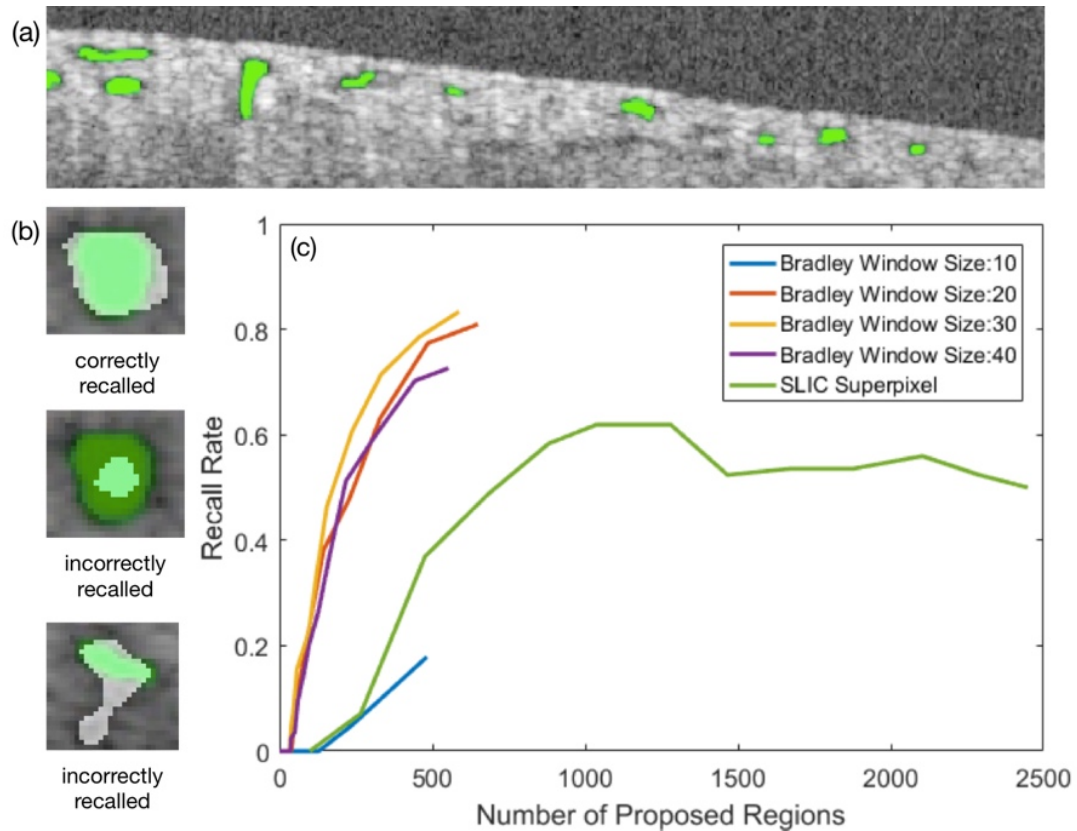 (a)
(b)
correctly
recalled
incorrectly
recalled
incorrectly
recalled
(c)
Bradley Window Size:10
Bradley Window Size:20
Bradley Window Size:30
Bradley Window Size:40
SLIC Superpixel
Recall Rate
1
0.8
0.6
0.4
0.2
0
0 500 1000 1500 2000 2500
Number of Proposed Regions